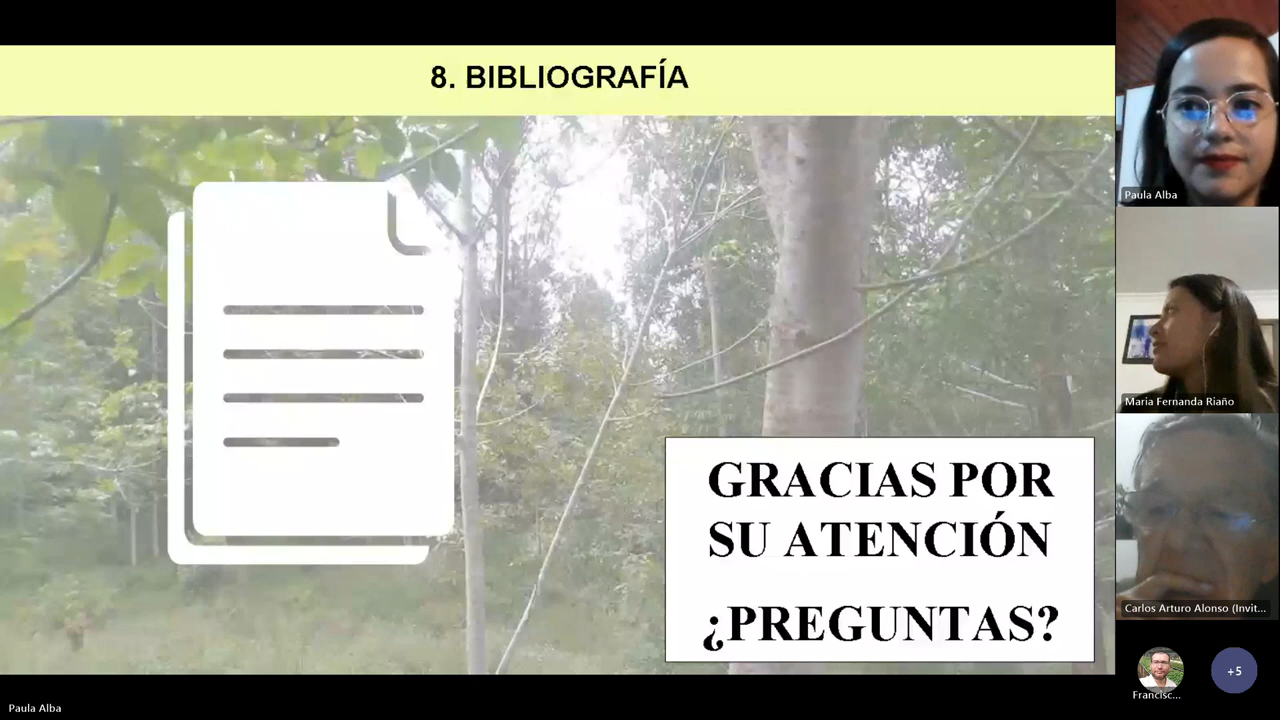 8. BIBLIOGRAFÍA
GRACIAS POR
SU ATENCIÓN
¿PREGUNTAS?
Paula Alba
Maria Fernanda Riaño
Carlos Arturo Alonso (Invit...
Francisc...
+5
Paula Alba